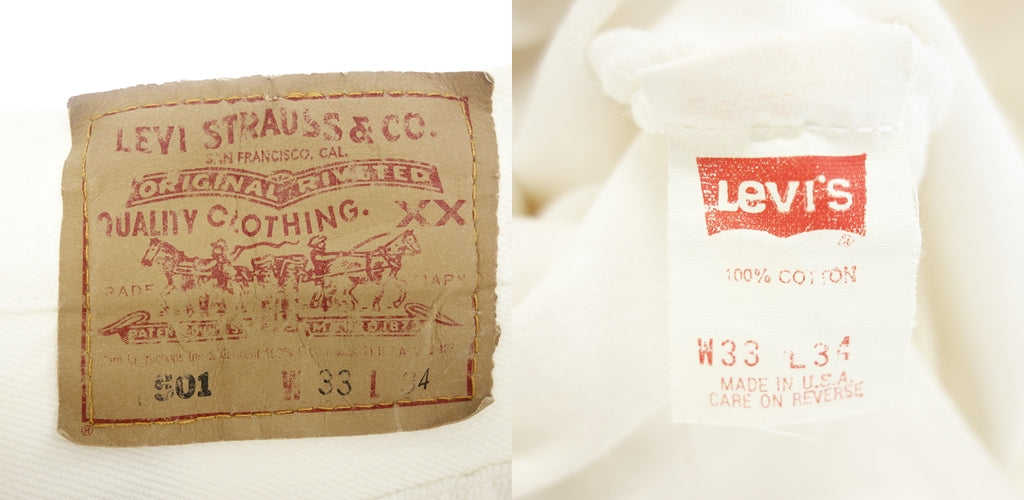 LEVI STRAUSS & CO.
SAN FRANCISCO, CAL.
ORIGINAL RIVETED
QUALITY CLOTHING. XX
501 W 33 L 34
®
Levi's
®
100% COTTON
W33 L34
MADE IN U.S.A.
CARE ON REVERSE